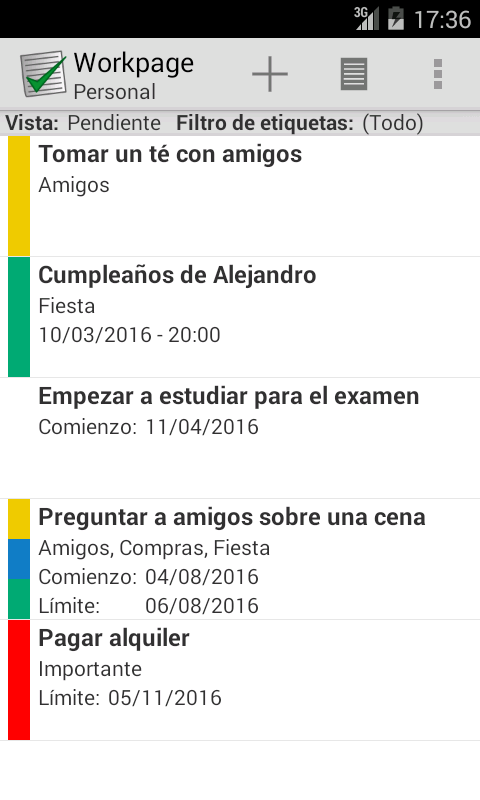 3G 17:36
Workpage
Personal
Vista: Pendiente Filtro de etiquetas: (Todo)
Tomar un té con amigos
Amigos
Cumpleaños de Alejandro
Fiesta
10/03/2016 - 20:00
Empezar a estudiar para el examen
Comienzo: 11/04/2016
Preguntar a amigos sobre una cena
Amigos, Compras, Fiesta
Comienzo: 04/08/2016
Límite: 06/08/2016
Pagar alquiler
Importante
Límite: 05/11/2016